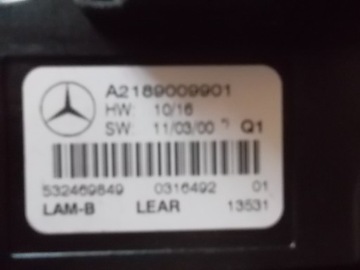 A2189009901
HW: 10/16
SW: 11/03/00 Q1
532469849 0316492 01
LAM-B LEAR 13531